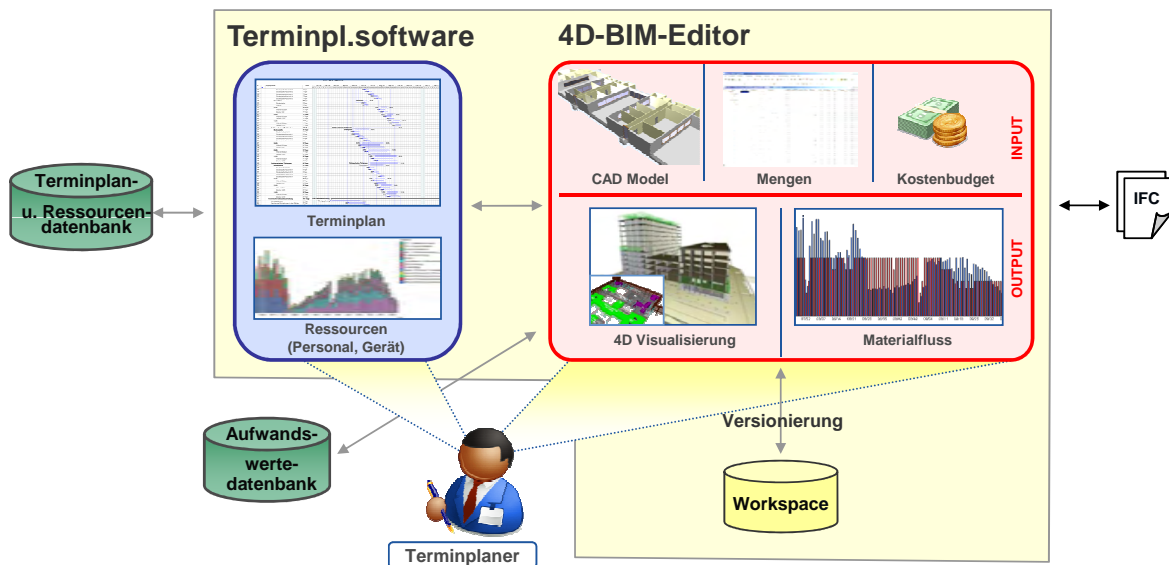 Terminpl.software
4D-BIM-Editor
CAD Model
Mengen
Kostenbudget
INPUT
Terminplan
Terminplan-
u. Ressourcen-
datenbank
IFC
OUTPUT
Ressourcen
(Personal, Gerät)
4D Visualisierung
Materialfluss
Versionierung
Aufwands-
werte-
datenbank
Workspace
Terminplaner